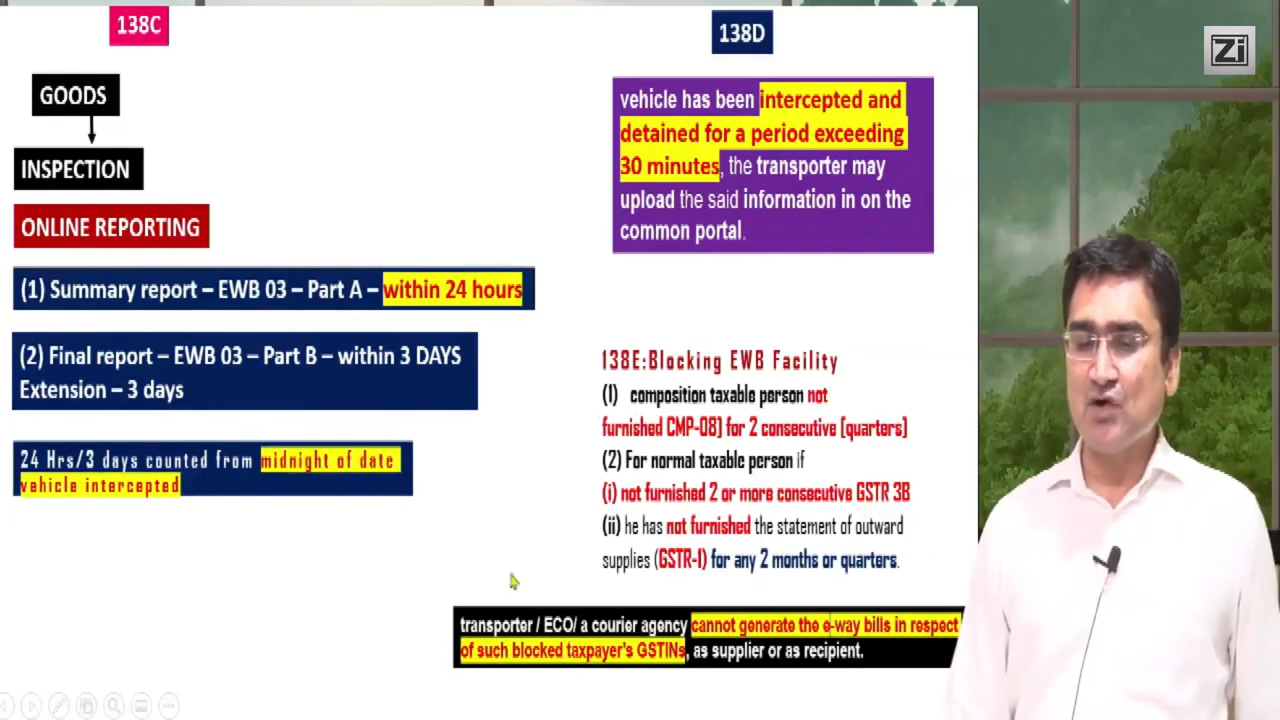 138C
GOODS
INSPECTION
ONLINE REPORTING
(1) Summary report – EWB 03 – Part A – within 24 hours
(2) Final report – EWB 03 – Part B – within 3 DAYS
Extension – 3 days
24 Hrs/3 days counted from midnight of date
vehicle intercepted
138D
vehicle has been intercepted and
detained for a period exceeding
30 minutes, the transporter may
upload the said information in on the
common portal.
138E:Blocking EWB Facility
(I) composition taxable person not
furnished CMP-08] for 2 consecutive [quarters]
(2) For normal taxable person if
(i) not furnished 2 or more consecutive GSTR 3B
(ii) he has not furnished the statement of outward
supplies (GSTR-I) for any 2 months or quarters.
transporter / ECO/ a courier agency cannot generate the e-way bills in respect
of such blocked taxpayer's GSTINs, as supplier or as recipient.
Zi